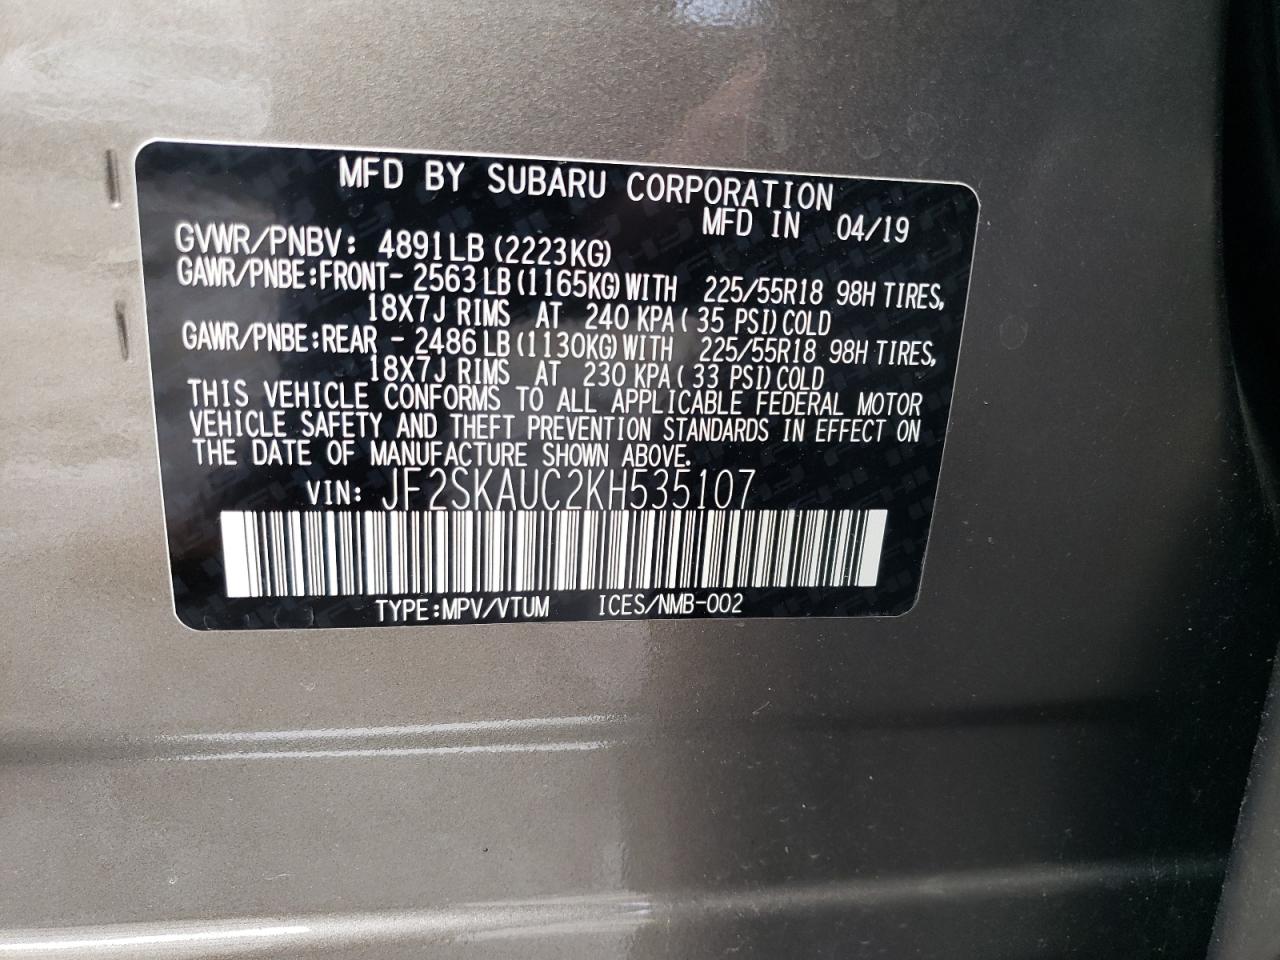 MFD BY SUBARU CORPORATION
MFD IN 04/19
GVWR/PNBV: 4891LB (2223KG)
GAWR/PNBE:FRONT- 2563LB (1165KG) WITH 225/55R18 98H TIRES,
18X7J RIMS AT 240 KPA ( 35 PSI) COLD
GAWR/PNBE:REAR - 2486LB (1130KG) WITH 225/55R18 98H TIRES,
18X7J RIMS AT 230 KPA ( 33 PSI) COLD
THIS VEHICLE CONFORMS TO ALL APPLICABLE FEDERAL MOTOR
VEHICLE SAFETY AND THEFT PREVENTION STANDARDS IN EFFECT ON
THE DATE OF MANUFACTURE SHOWN ABOVE.
VIN: JF2SKAUC2KH535107
TYPE:MPV/VTUM ICES/NMB-002